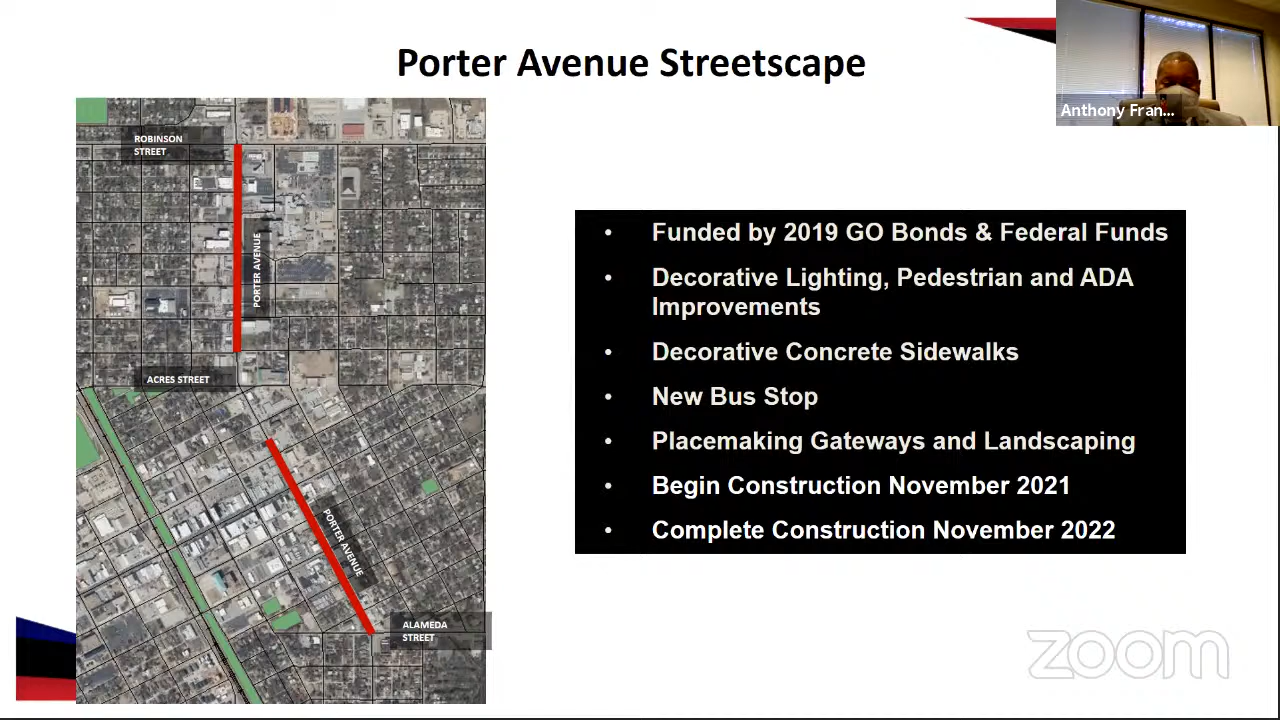 Porter Avenue Streetscape
Anthony Fran...
ROBINSON
STREET
PORTER AVENUE
ACRES STREET
PORTER AVENUE
ALAMEDA
STREET
• Funded by 2019 GO Bonds & Federal Funds
• Decorative Lighting, Pedestrian and ADA
Improvements
• Decorative Concrete Sidewalks
• New Bus Stop
• Placemaking Gateways and Landscaping
• Begin Construction November 2021
• Complete Construction November 2022
zoom